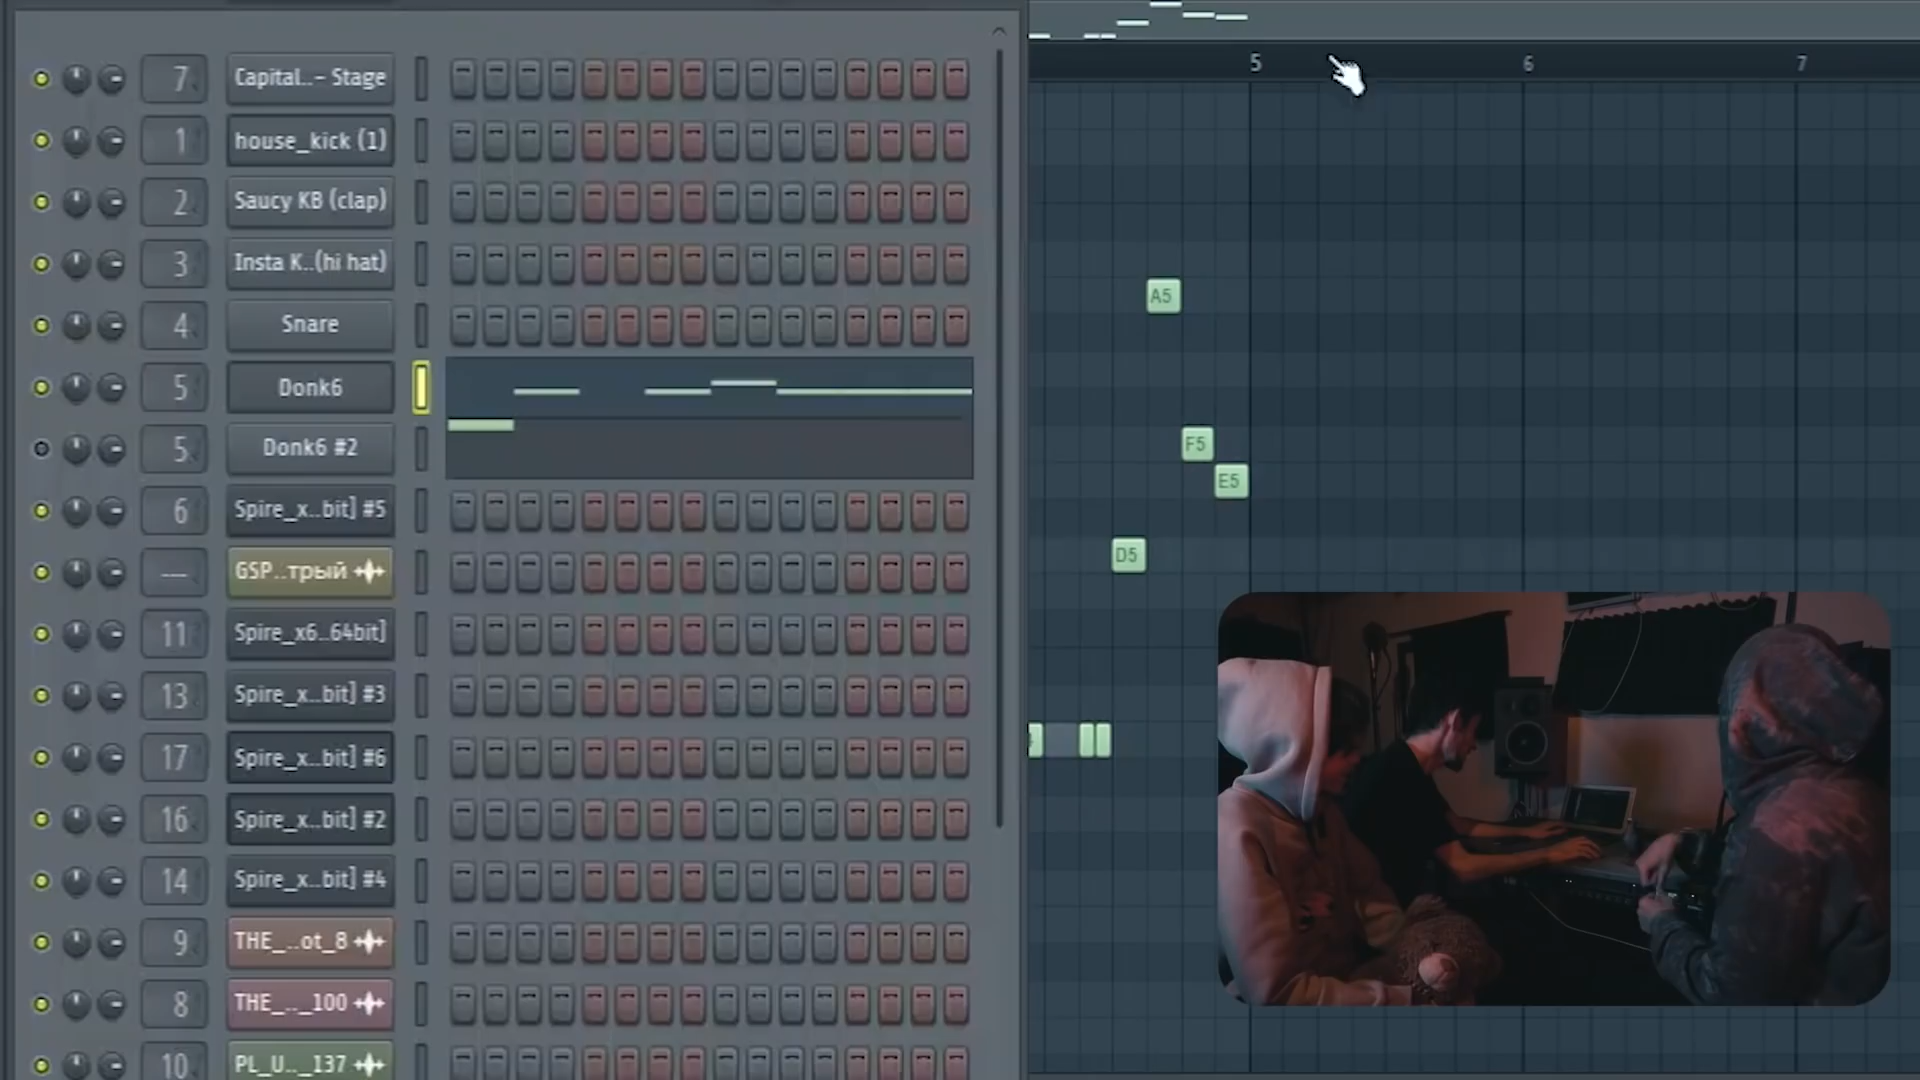 5 6 7
7 Capital..- Stage
1 house_kick (1)
2 Saucy KB (clap)
3 Insta K..(hi hat)
A5
4 Snare
5 Donk6
5 Donk6 #2
F5
E5
6 Spire_x..bit] #5
D5
--- GSP..трый
11 Spire_x6..64bit]
13 Spire_x..bit] #3
17 Spire_x..bit] #6
16 Spire_x..bit] #2
14 Spire_x..bit] #4
9 THE_..ot_8
8 THE_.._100
10 PL_U.._137